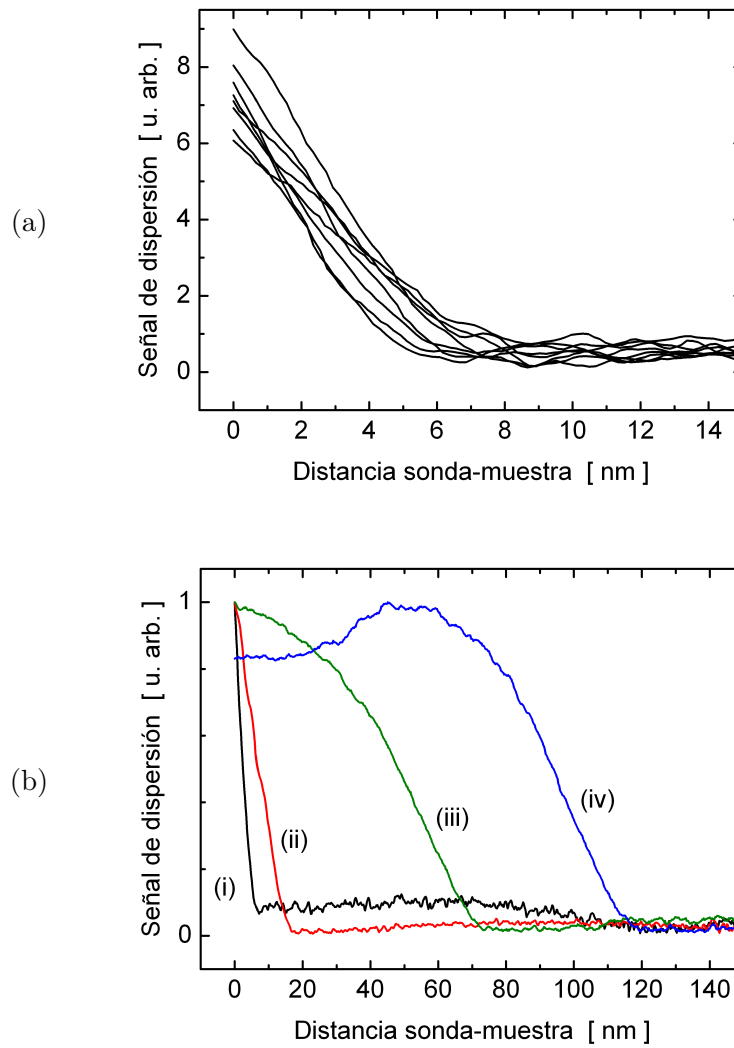 (a)
Señal de dispersión [ u. arb. ]
8
6
4
2
0
0 2 4 6 8 10 12 14
Distancia sonda-muestra [ nm ]
(b)
Señal de dispersión [ u. arb. ]
1
0
(i)
(ii)
(iii)
(iv)
0 20 40 60 80 100 120 140
Distancia sonda-muestra [ nm ]